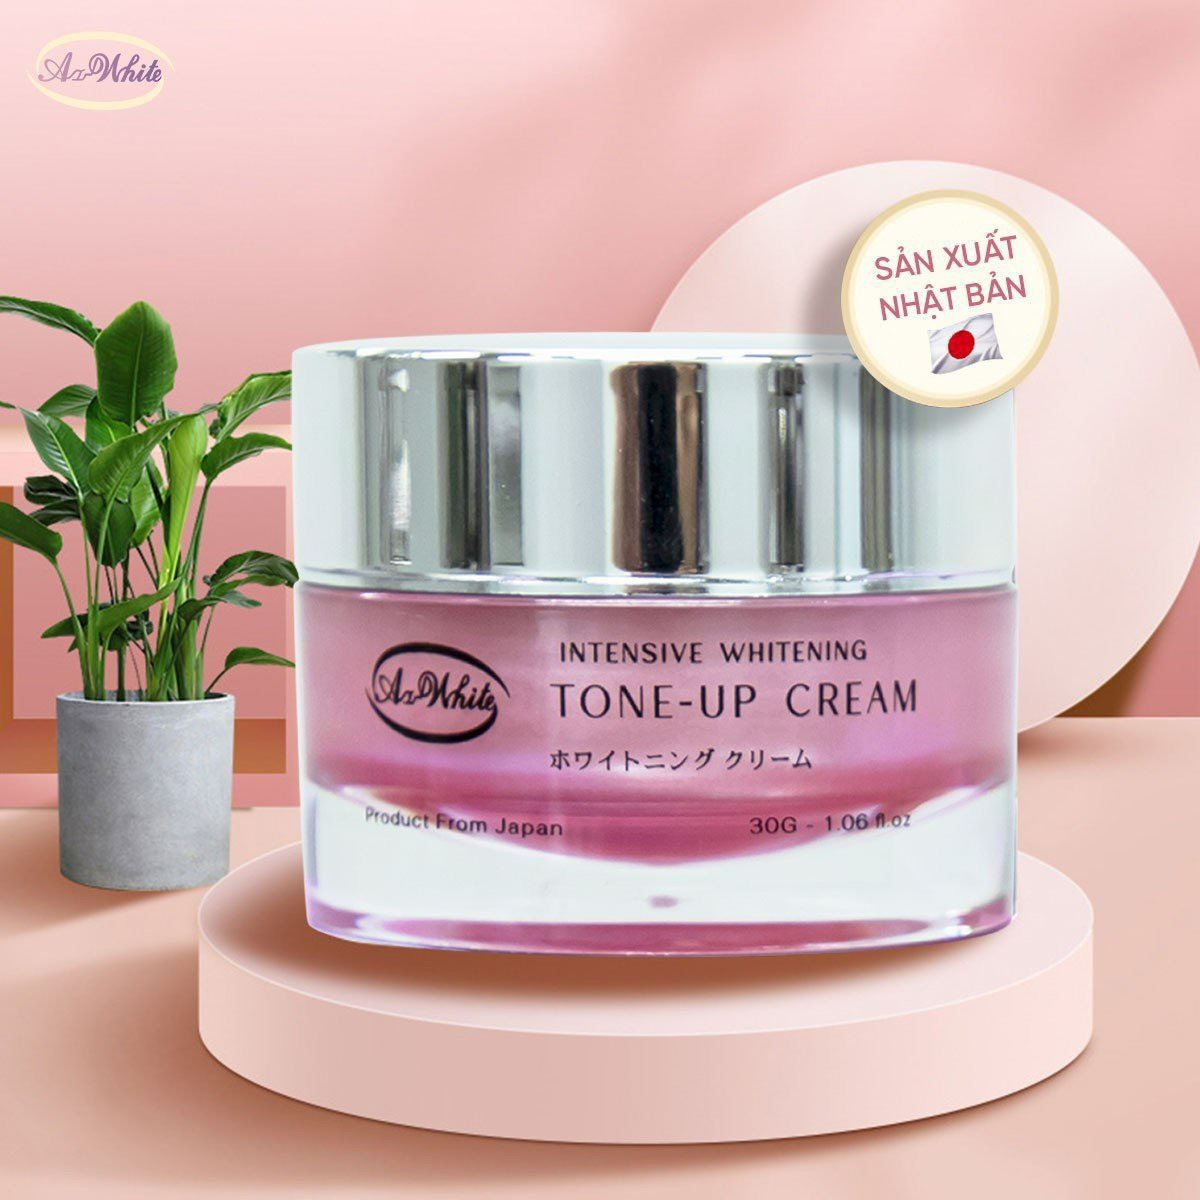 AzWhite
SẢN XUẤT
NHẬT BẢN
AzWhite
INTENSIVE WHITENING
TONE-UP CREAM
ホワイトニング クリーム
Product From Japan
30G - 1.06 fl.oz